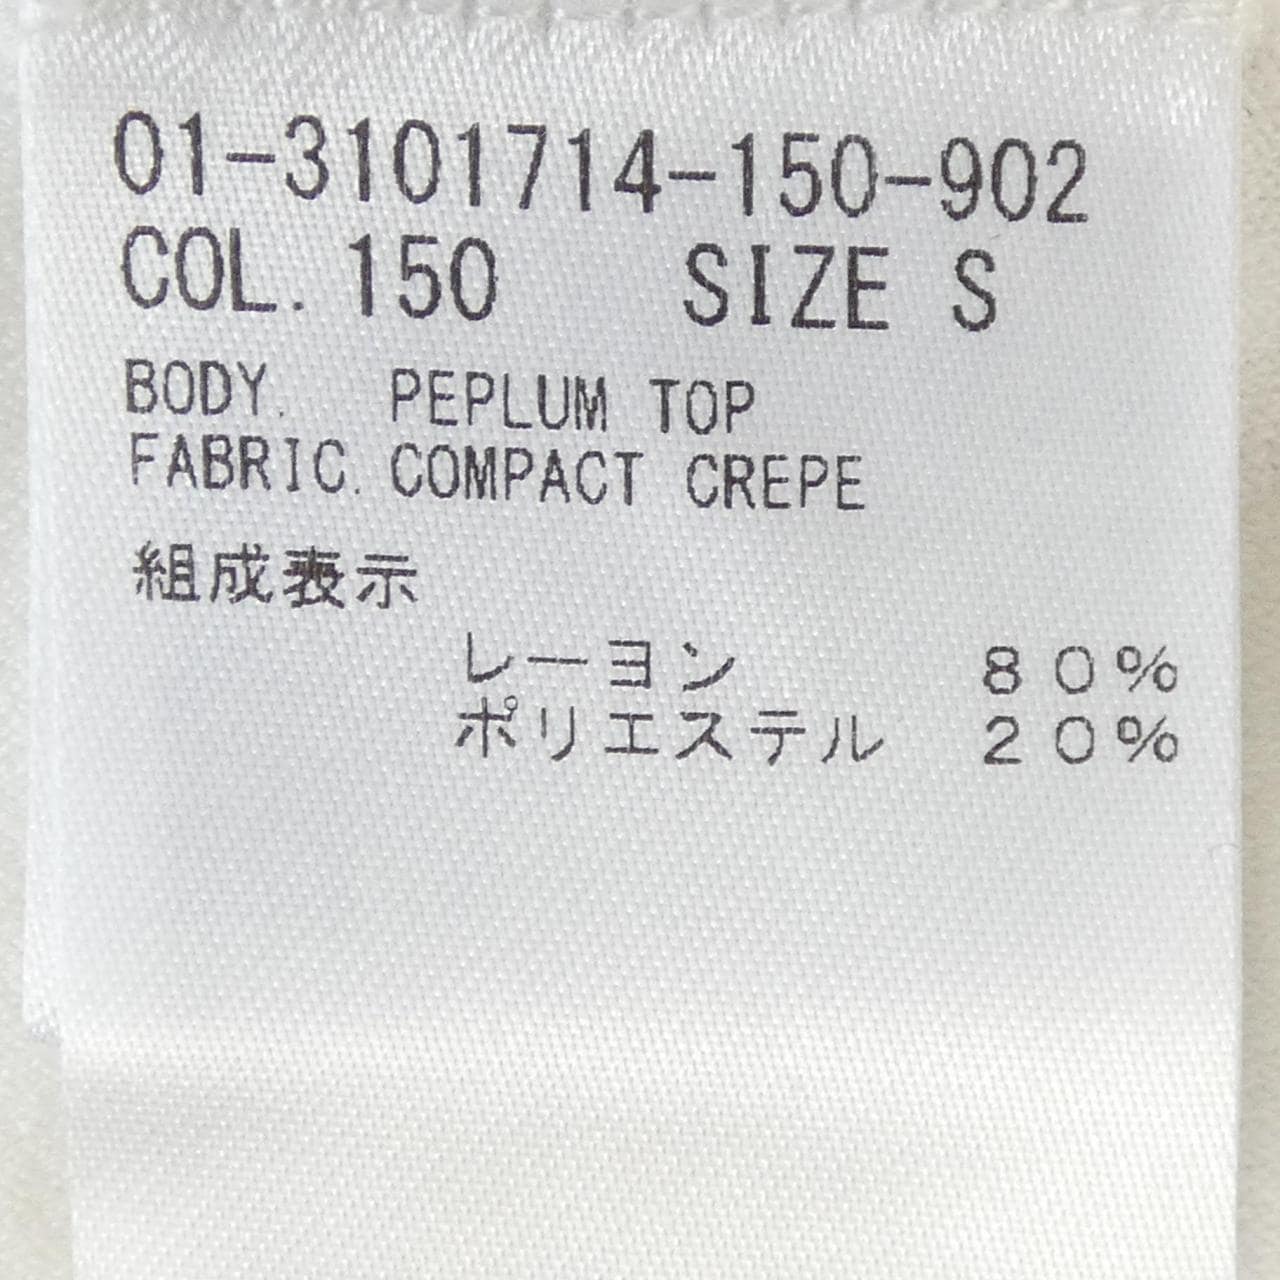 01-3101714-150-902
COL. 150 SIZE S
BODY. PEPLUM TOP
FABRIC. COMPACT CREPE
組成表示
レーヨン 80%
ポリエステル 20%